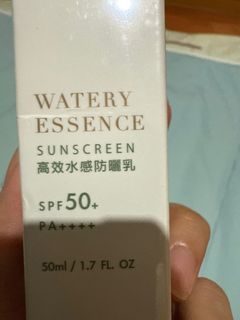 WATERY
ESSENCE
SUNSCREEN
高效水感防曬乳
SPF50+
PA++++
50ml / 1.7 FL. OZ